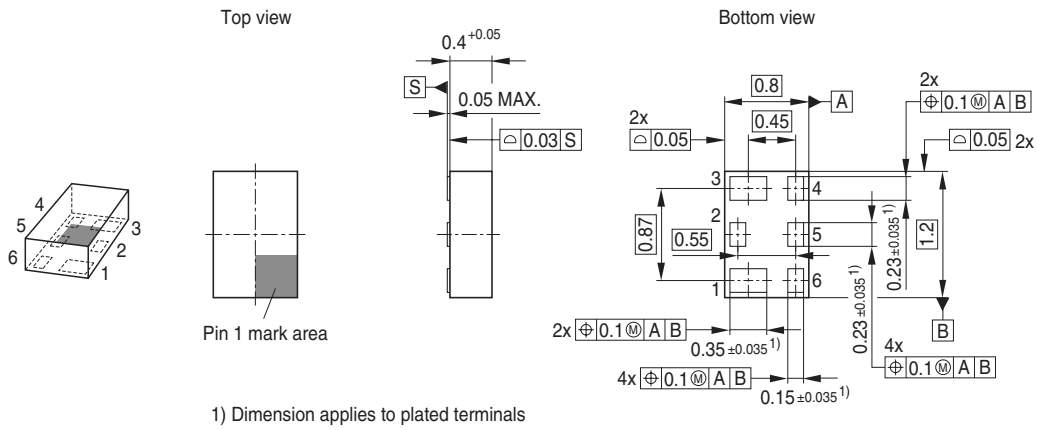 Top view
Bottom view
0.4 +0.05
S
0.05 MAX.
⌓ 0.03 S
4
5
6
3
2
1
Pin 1 mark area
0.8
A
2x
⌖ 0.1 Ⓜ A B
2x
⌓ 0.05
0.45
⌓ 0.05 2x
3
4
2
5
1
6
0.87
0.55
0.23 ±0.035 1)
1.2
0.23 ±0.035 1)
B
2x ⌖ 0.1 Ⓜ A B
0.35 ±0.035 1)
4x
⌖ 0.1 Ⓜ A B
4x ⌖ 0.1 Ⓜ A B
0.15 ±0.035 1)
1) Dimension applies to plated terminals